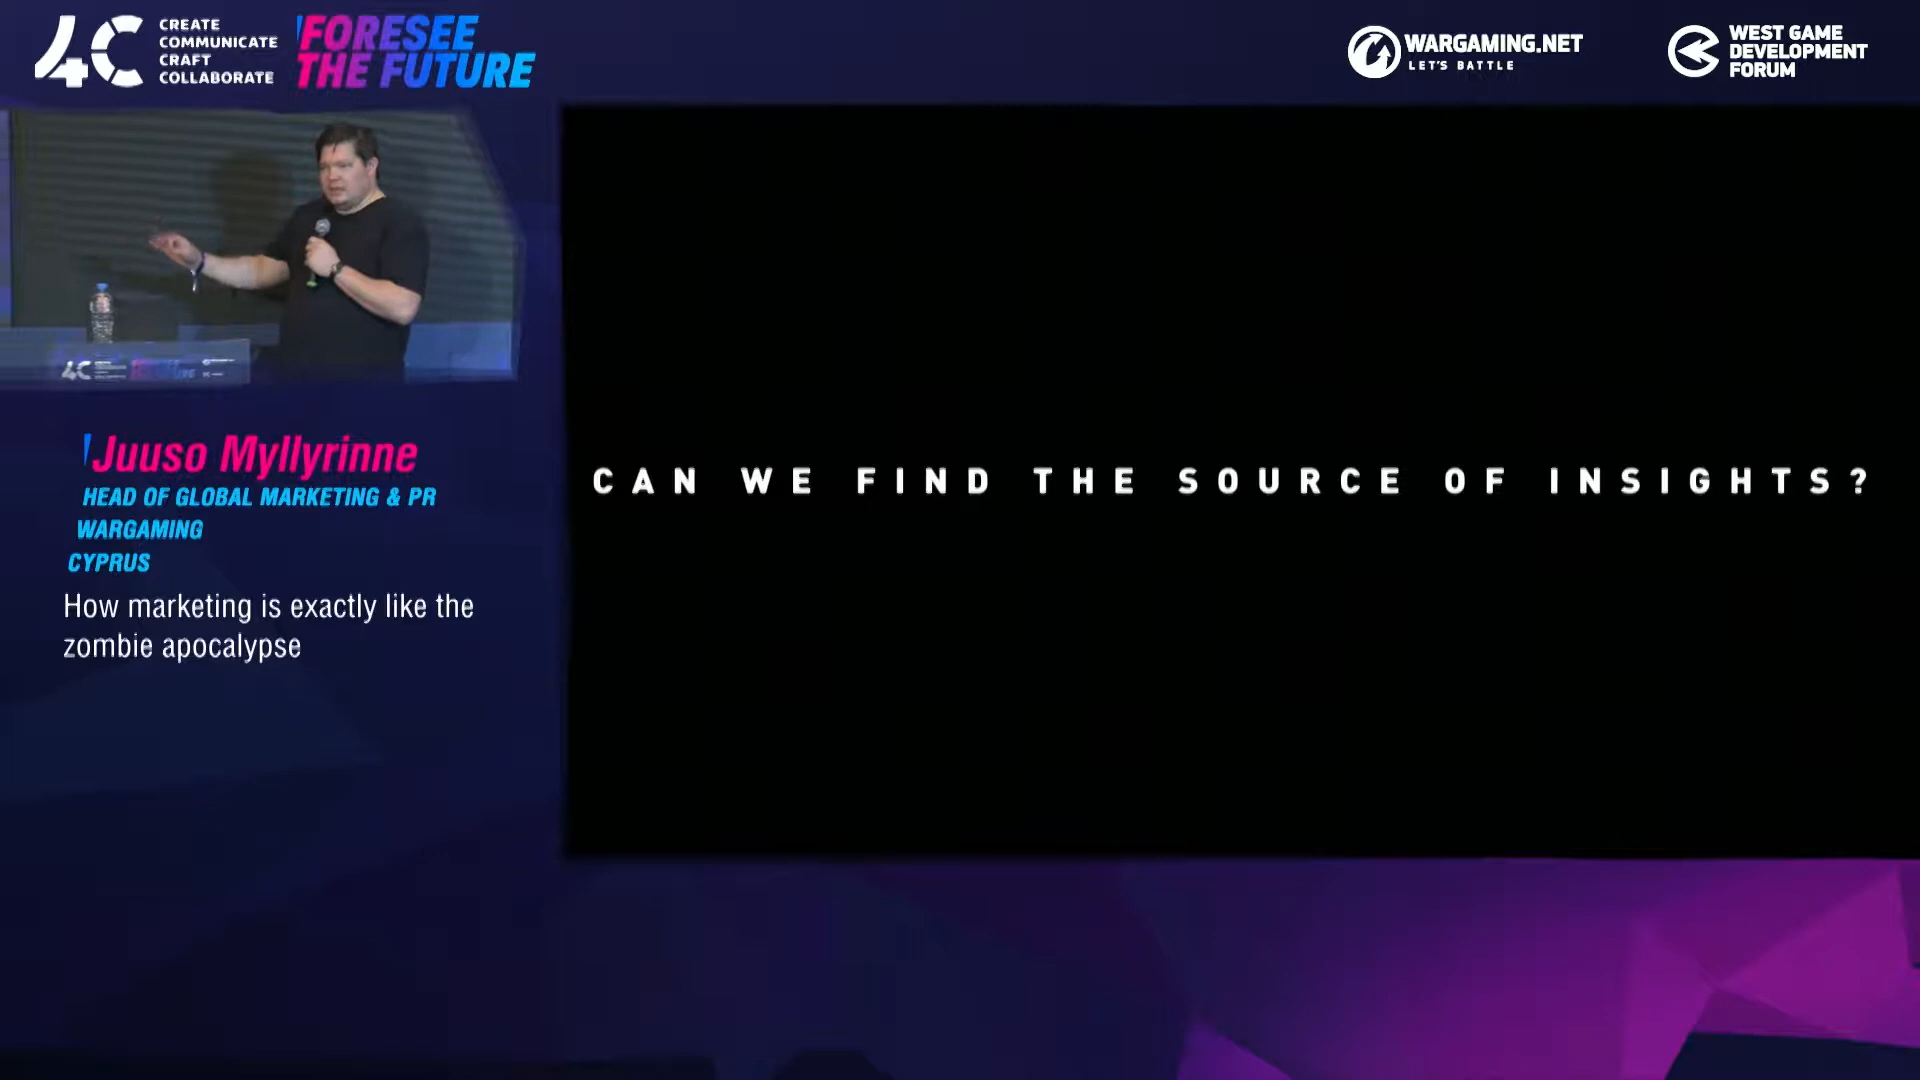 4C
CREATE
COMMUNICATE
CRAFT
COLLABORATE
FORESEE
THE FUTURE
WARGAMING.NET
LET'S BATTLE
WEST GAME
DEVELOPMENT
FORUM
4C
Juuso Myllyrinne
HEAD OF GLOBAL MARKETING & PR
WARGAMING
CYPRUS
How marketing is exactly like the
zombie apocalypse
CAN WE FIND THE SOURCE OF INSIGHTS?